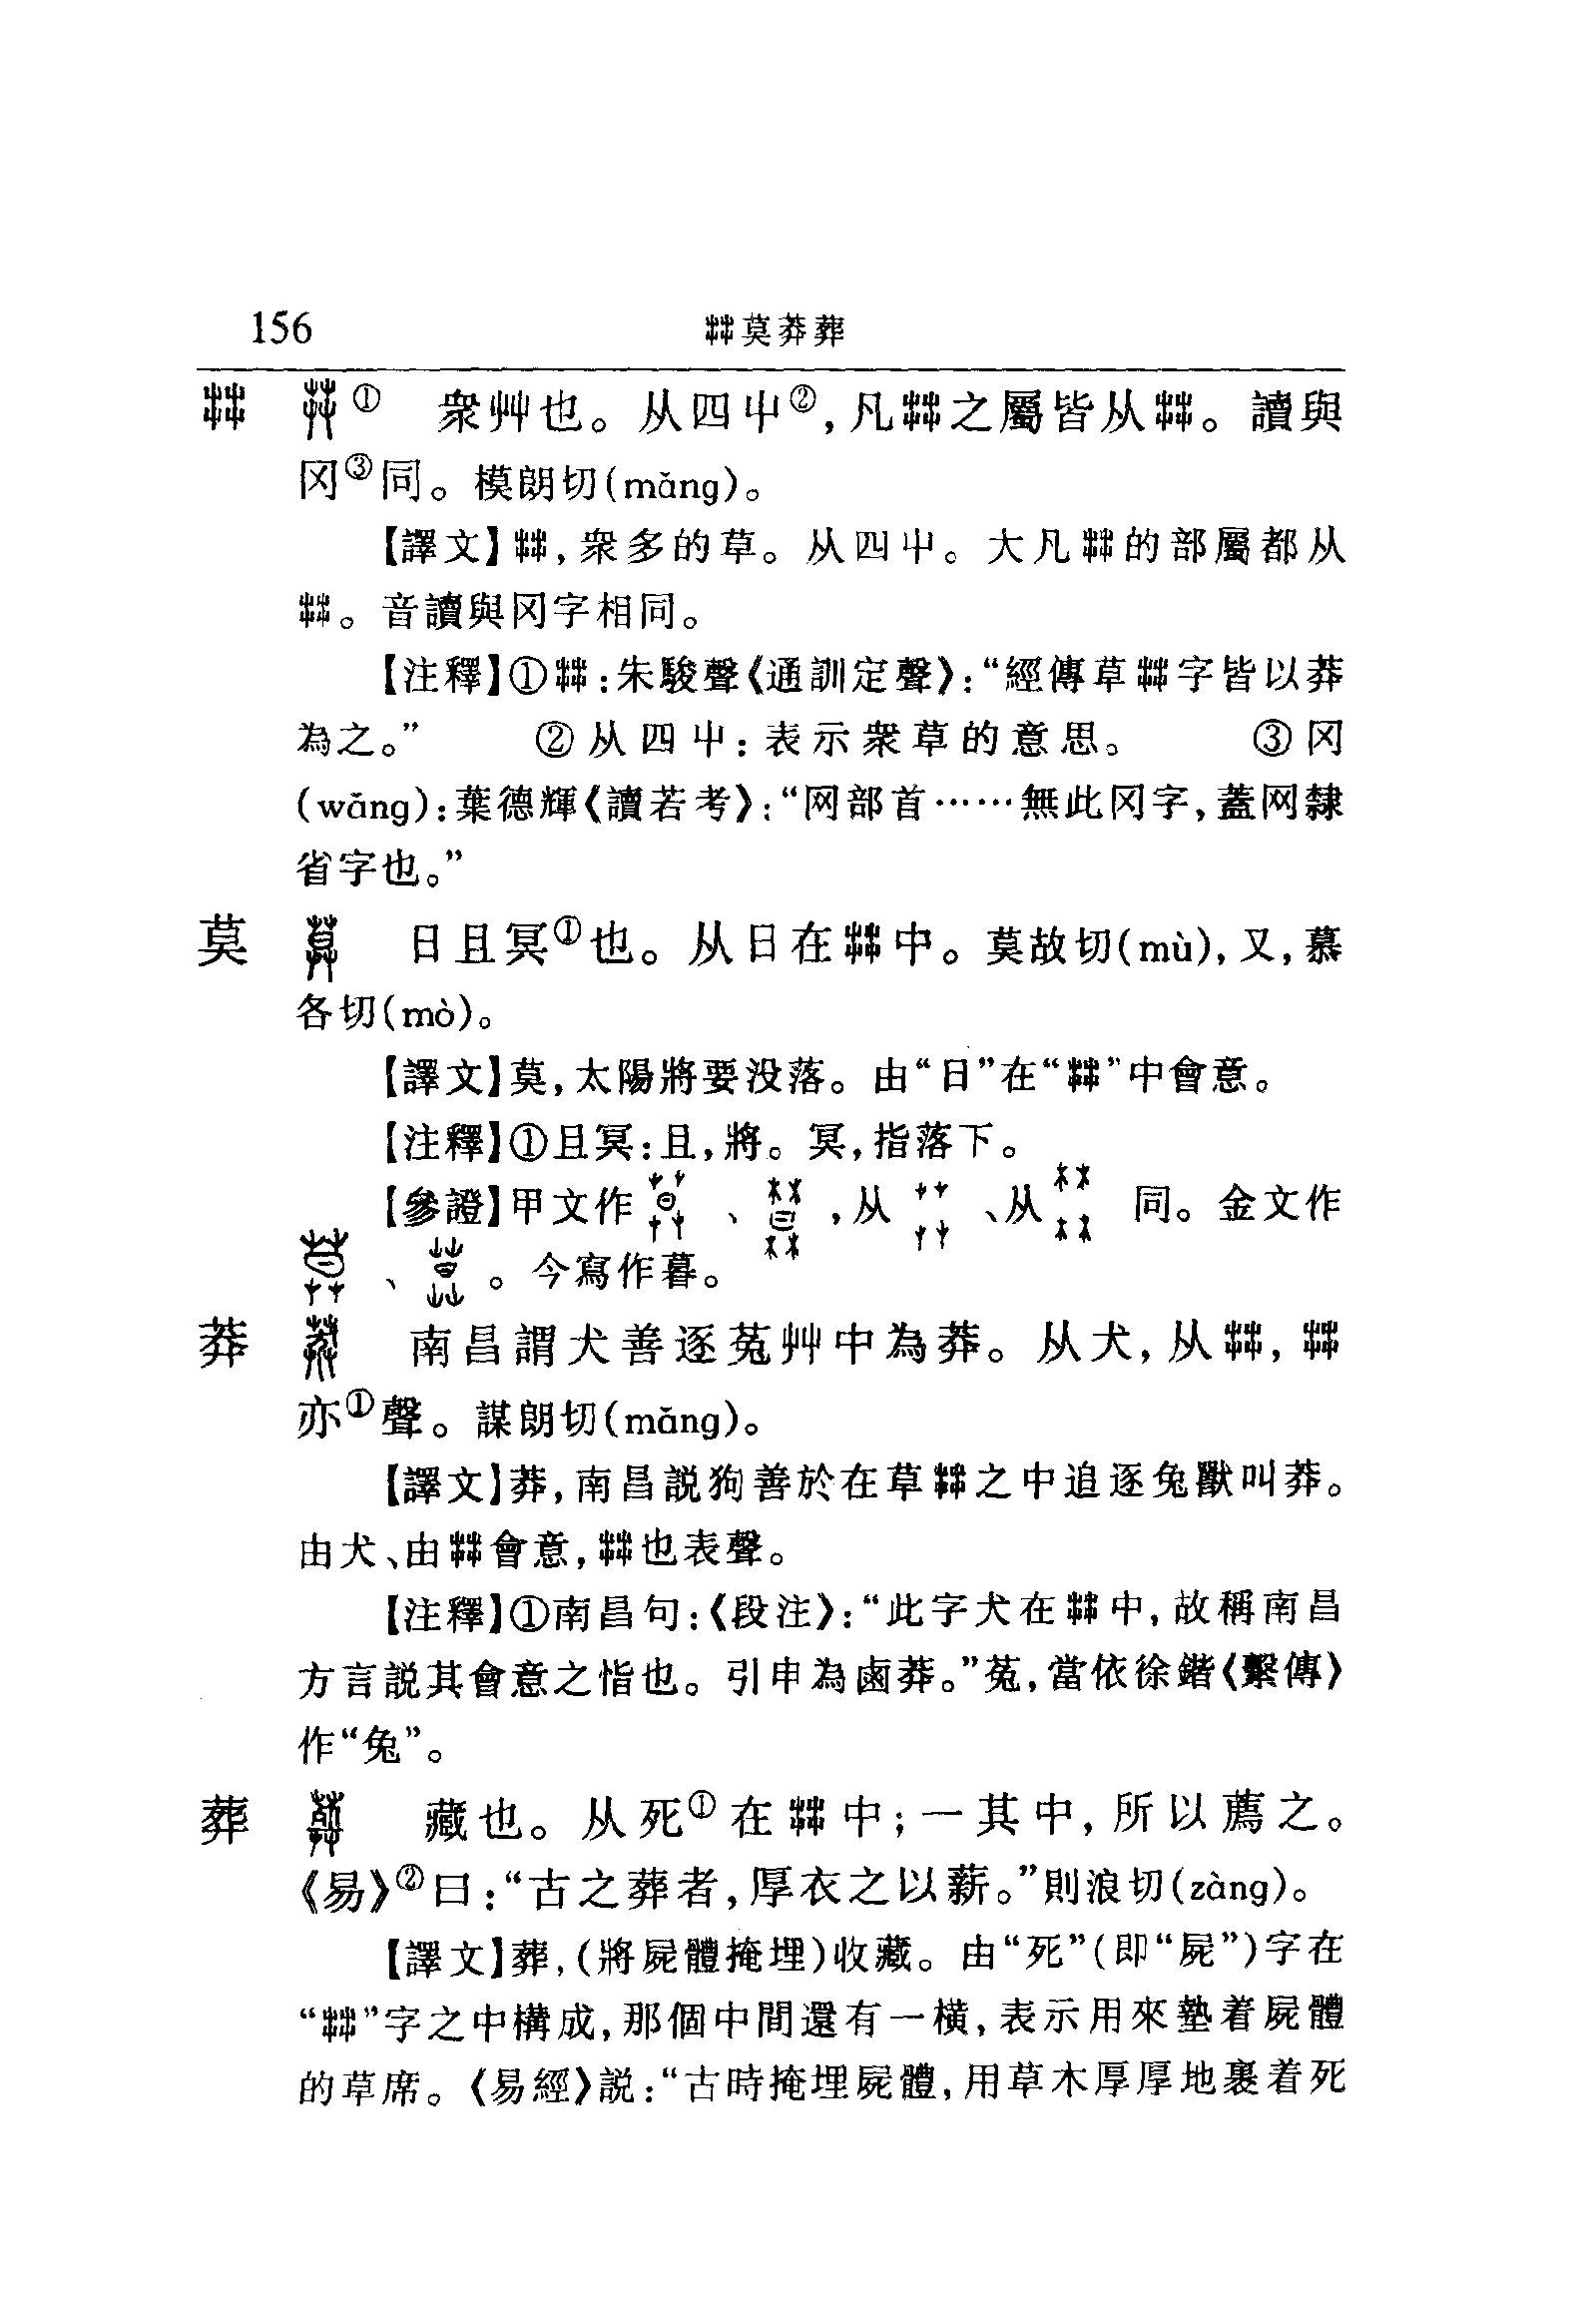 156 茻莫莽葬
茻 ① 衆艸也。从四屮②,凡茻之屬皆从茻。讀與
冈③同。模朗切(mǎng)。
【譯文】茻,衆多的草。从四屮。大凡茻的部屬都从
茻。音讀與冈字相同。
【注釋】①茻:朱駿聲《通訓定聲》:“經傳草茻字皆以莽
為之。” ②从四屮:表示衆草的意思。 ③冈
(wǎng):葉德輝《讀若考》:“网部首……無此冈字,蓋网隸
省字也。”
莫 日且冥①也。从日在茻中。莫故切(mù),又,慕
各切(mò)。
【譯文】莫,太陽將要没落。由“日”在“茻”中會意。
【注釋】①且冥:且,將。冥,指落下。
【參證】甲文作 、 ,从 、从 同。金文作
、 。今寫作暮。
莽 南昌謂犬善逐菟艸中為莽。从犬,从茻,茻
亦①聲。謀朗切(mǎng)。
【譯文】莽,南昌説狗善於在草茻之中追逐兔獸叫莽。
由犬、由茻會意,茻也表聲。
【注釋】①南昌句:《段注》:“此字犬在茻中,故稱南昌
方言説其會意之恉也。引申為鹵莽。”菟,當依徐鍇《繫傳》
作“兔”。
葬 藏也。从死①在茻中;一其中,所以薦之。
《易》②曰:“古之葬者,厚衣之以薪。”則浪切(zàng)。
【譯文】葬,(將屍體掩埋)收藏。由“死”(即“屍”)字在
“茻”字之中構成,那個中間還有一横,表示用來墊着屍體
的草席。《易經》説:“古時掩埋屍體,用草木厚厚地裹着死